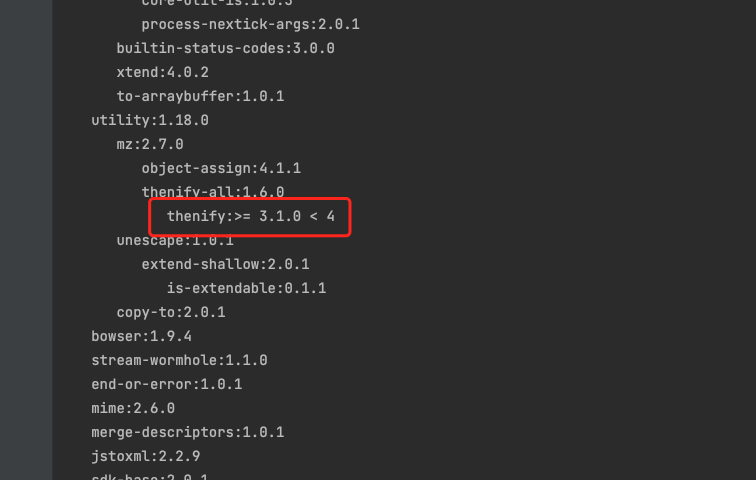 core-util-is:1.0.3
process-nextick-args:2.0.1
builtin-status-codes:3.0.0
xtend:4.0.2
to-arraybuffer:1.0.1
utility:1.18.0
mz:2.7.0
object-assign:4.1.1
thenify-all:1.6.0
thenify:>= 3.1.0 < 4
unescape:1.0.1
extend-shallow:2.0.1
is-extendable:0.1.1
copy-to:2.0.1
bowser:1.9.4
stream-wormhole:1.1.0
end-or-error:1.0.1
mime:2.6.0
merge-descriptors:1.0.1
jstoxml:2.2.9
sdk-base:2.0.1